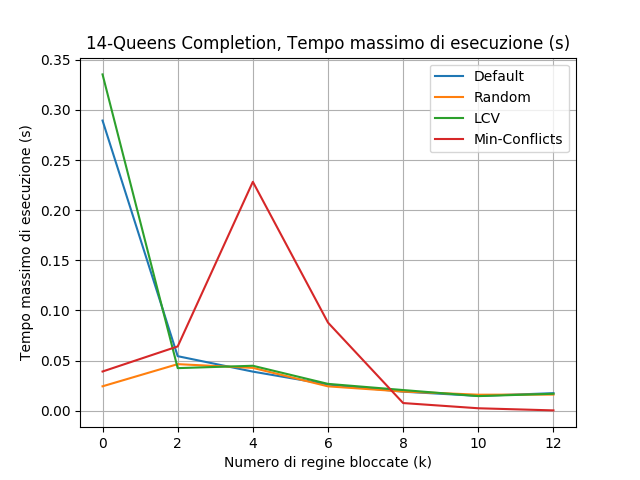 14-Queens Completion, Tempo massimo di esecuzione (s)
Tempo massimo di esecuzione (s)
0.35
0.30
0.25
0.20
0.15
0.10
0.05
0.00
Default
Random
LCV
Min-Conflicts
0 2 4 6 8 10 12
Numero di regine bloccate (k)